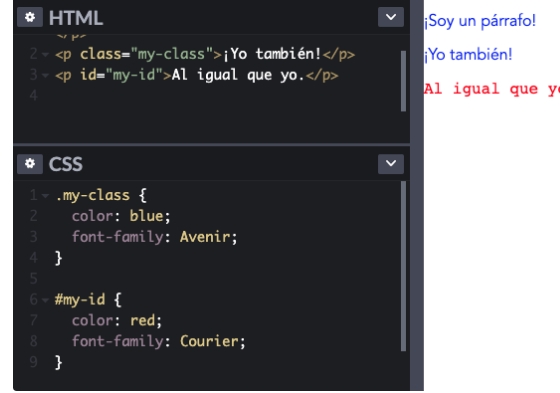 HTML
2 <p class="my-class">¡Yo también!</p>
3 <p id="my-id">Al igual que yo.</p>
4
CSS
1 .my-class {
2 color: blue;
3 font-family: Avenir;
4 }
5
6 #my-id {
7 color: red;
8 font-family: Courier;
9 }
¡Soy un párrafo!
¡Yo también!
Al igual que